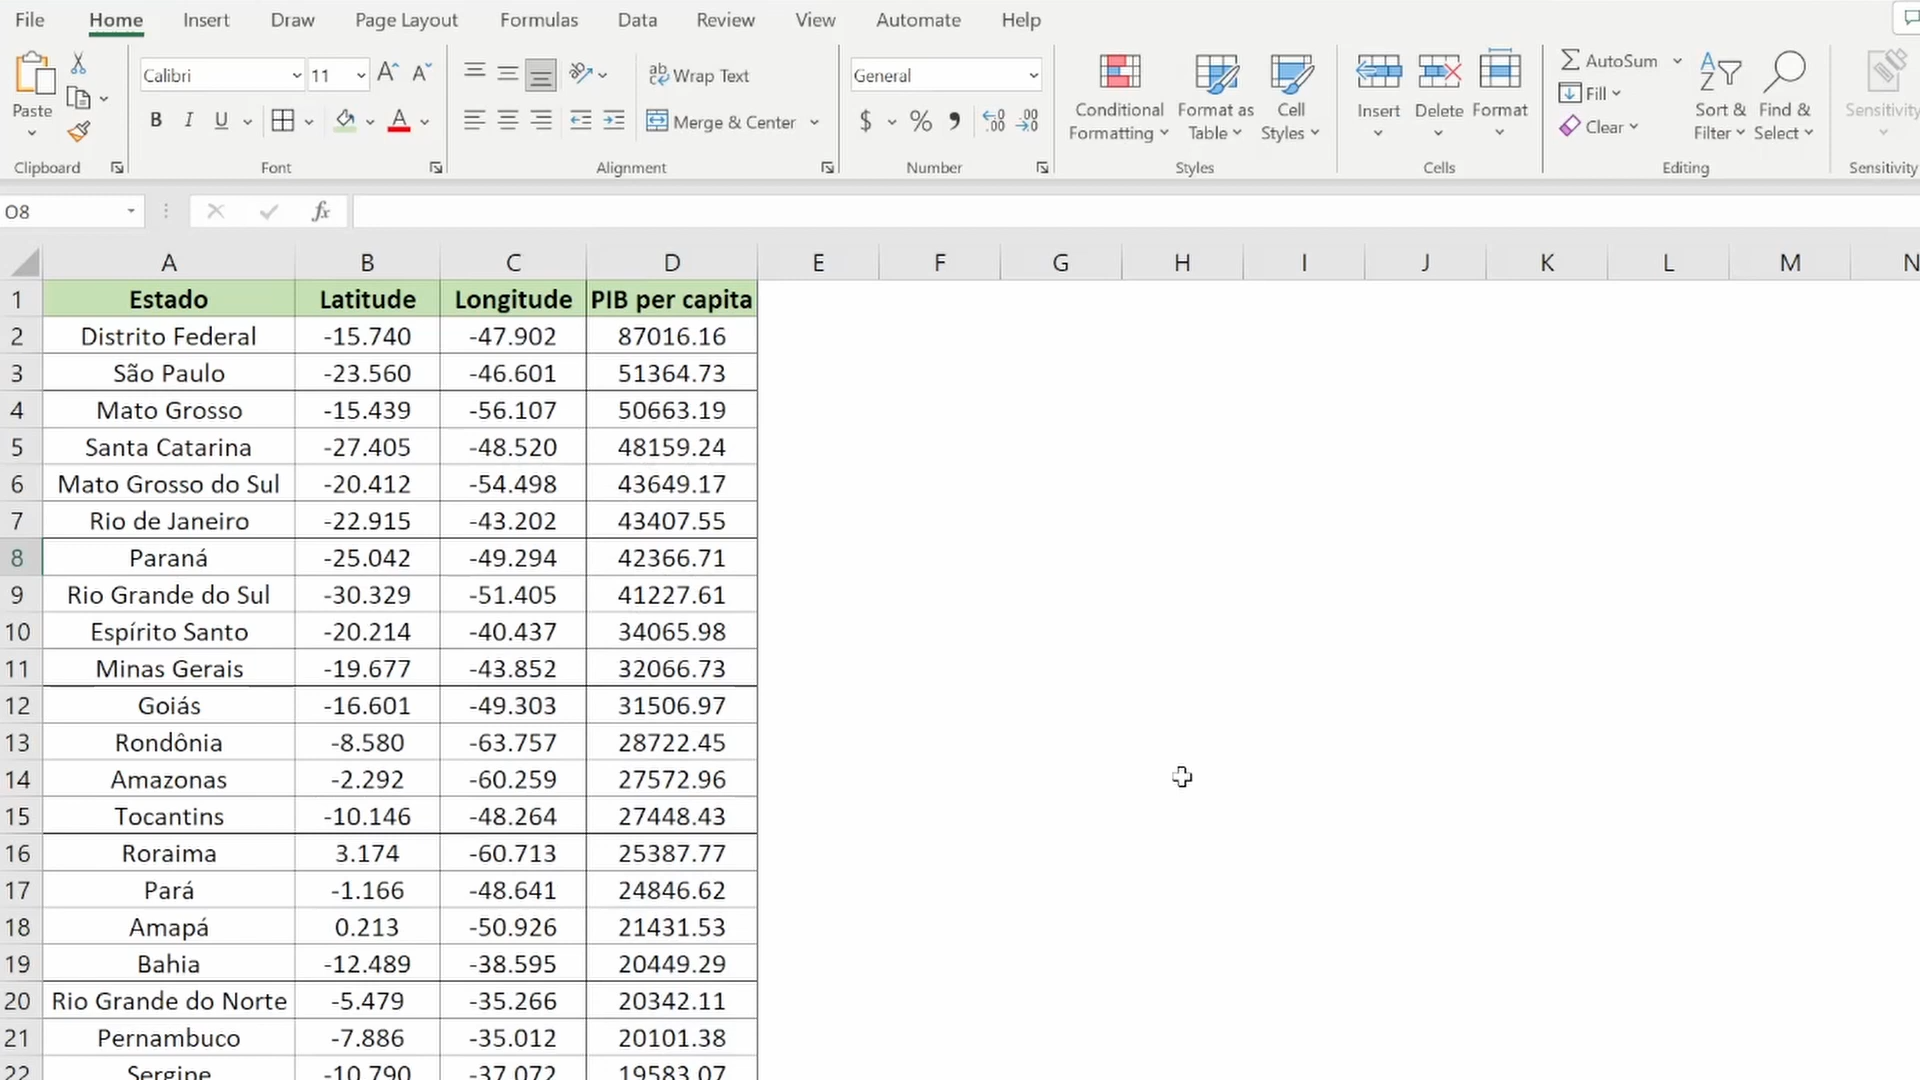 File Home Insert Draw Page Layout Formulas Data Review View Automate Help
Paste Calibri 11 Wrap Text General Conditional Formatting Format as Table Cell Styles Insert Delete Format AutoSum Fill Clear Sort & Filter Find & Select Sensitivity
B I U A Merge & Center $ % ,
Clipboard Font Alignment Number Styles Cells Editing Sensitivity
O8 fx
A B C D E F G H I J K L M N
1 Estado Latitude Longitude PIB per capita
2 Distrito Federal -15.740 -47.902 87016.16
3 São Paulo -23.560 -46.601 51364.73
4 Mato Grosso -15.439 -56.107 50663.19
5 Santa Catarina -27.405 -48.520 48159.24
6 Mato Grosso do Sul -20.412 -54.498 43649.17
7 Rio de Janeiro -22.915 -43.202 43407.55
8 Paraná -25.042 -49.294 42366.71
9 Rio Grande do Sul -30.329 -51.405 41227.61
10 Espírito Santo -20.214 -40.437 34065.98
11 Minas Gerais -19.677 -43.852 32066.73
12 Goiás -16.601 -49.303 31506.97
13 Rondônia -8.580 -63.757 28722.45
14 Amazonas -2.292 -60.259 27572.96
15 Tocantins -10.146 -48.264 27448.43
16 Roraima 3.174 -60.713 25387.77
17 Pará -1.166 -48.641 24846.62
18 Amapá 0.213 -50.926 21431.53
19 Bahia -12.489 -38.595 20449.29
20 Rio Grande do Norte -5.479 -35.266 20342.11
21 Pernambuco -7.886 -35.012 20101.38
22 Sergipe -10.790 -37.072 19583.07